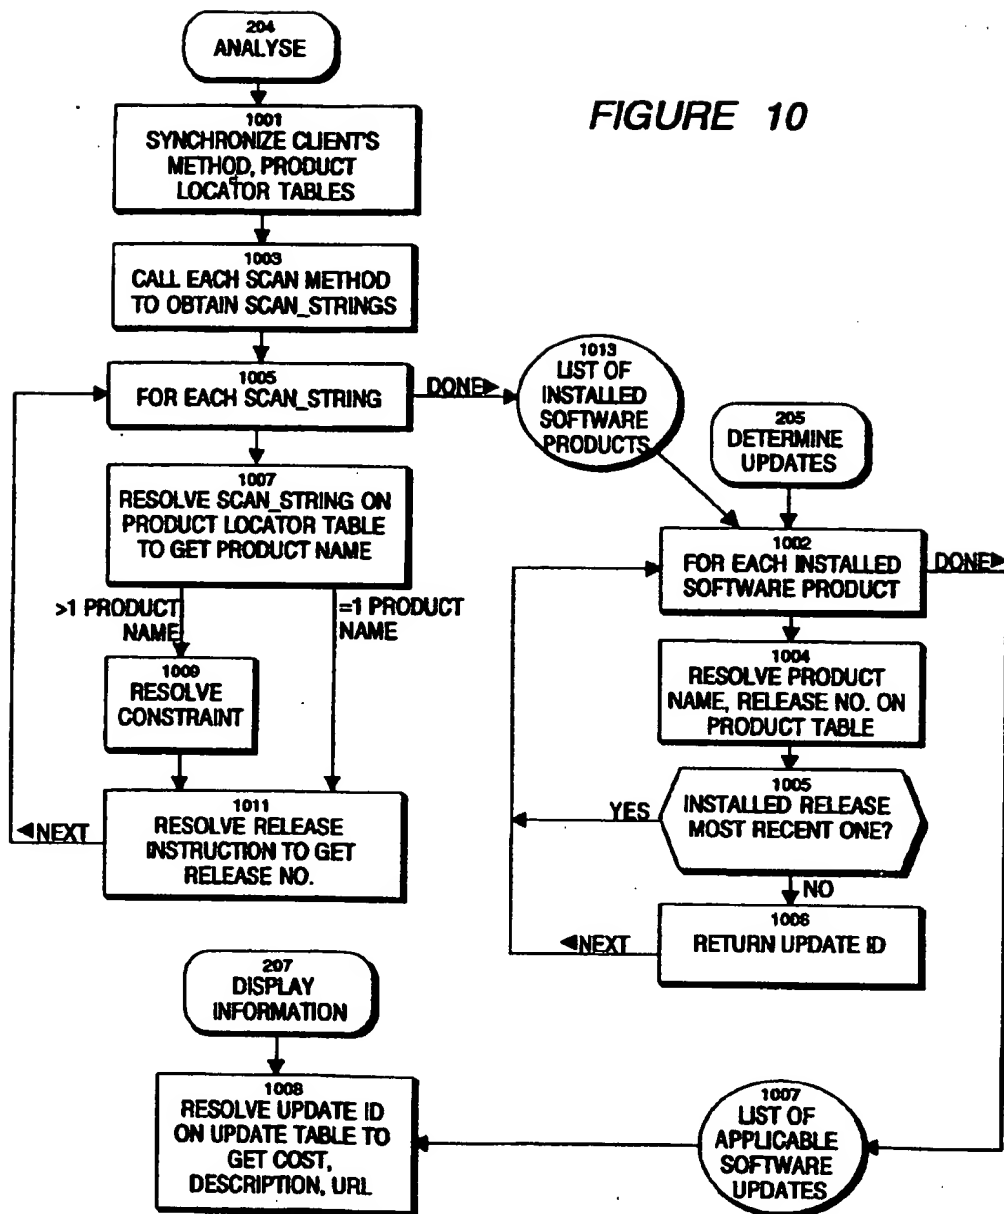 FIGURE 10
204
ANALYSE
1001
SYNCHRONIZE CLIENT'S
METHOD, PRODUCT
LOCATOR TABLES
1003
CALL EACH SCAN METHOD
TO OBTAIN SCAN_STRINGS
1005
FOR EACH SCAN_STRING
DONE
1007
RESOLVE SCAN_STRING ON
PRODUCT LOCATOR TABLE
TO GET PRODUCT NAME
>1 PRODUCT
NAME
=1 PRODUCT
NAME
1009
RESOLVE
CONSTRAINT
1011
RESOLVE RELEASE
INSTRUCTION TO GET
RELEASE NO.
NEXT
1013
LIST OF
INSTALLED
SOFTWARE
PRODUCTS
205
DETERMINE
UPDATES
1002
FOR EACH INSTALLED
SOFTWARE PRODUCT
DONE
1004
RESOLVE PRODUCT
NAME, RELEASE NO. ON
PRODUCT TABLE
1005
INSTALLED RELEASE
MOST RECENT ONE?
YES
NO
1006
RETURN UPDATE ID
NEXT
207
DISPLAY
INFORMATION
1008
RESOLVE UPDATE ID
ON UPDATE TABLE TO
GET COST,
DESCRIPTION, URL
1007
LIST OF
APPLICABLE
SOFTWARE
UPDATES